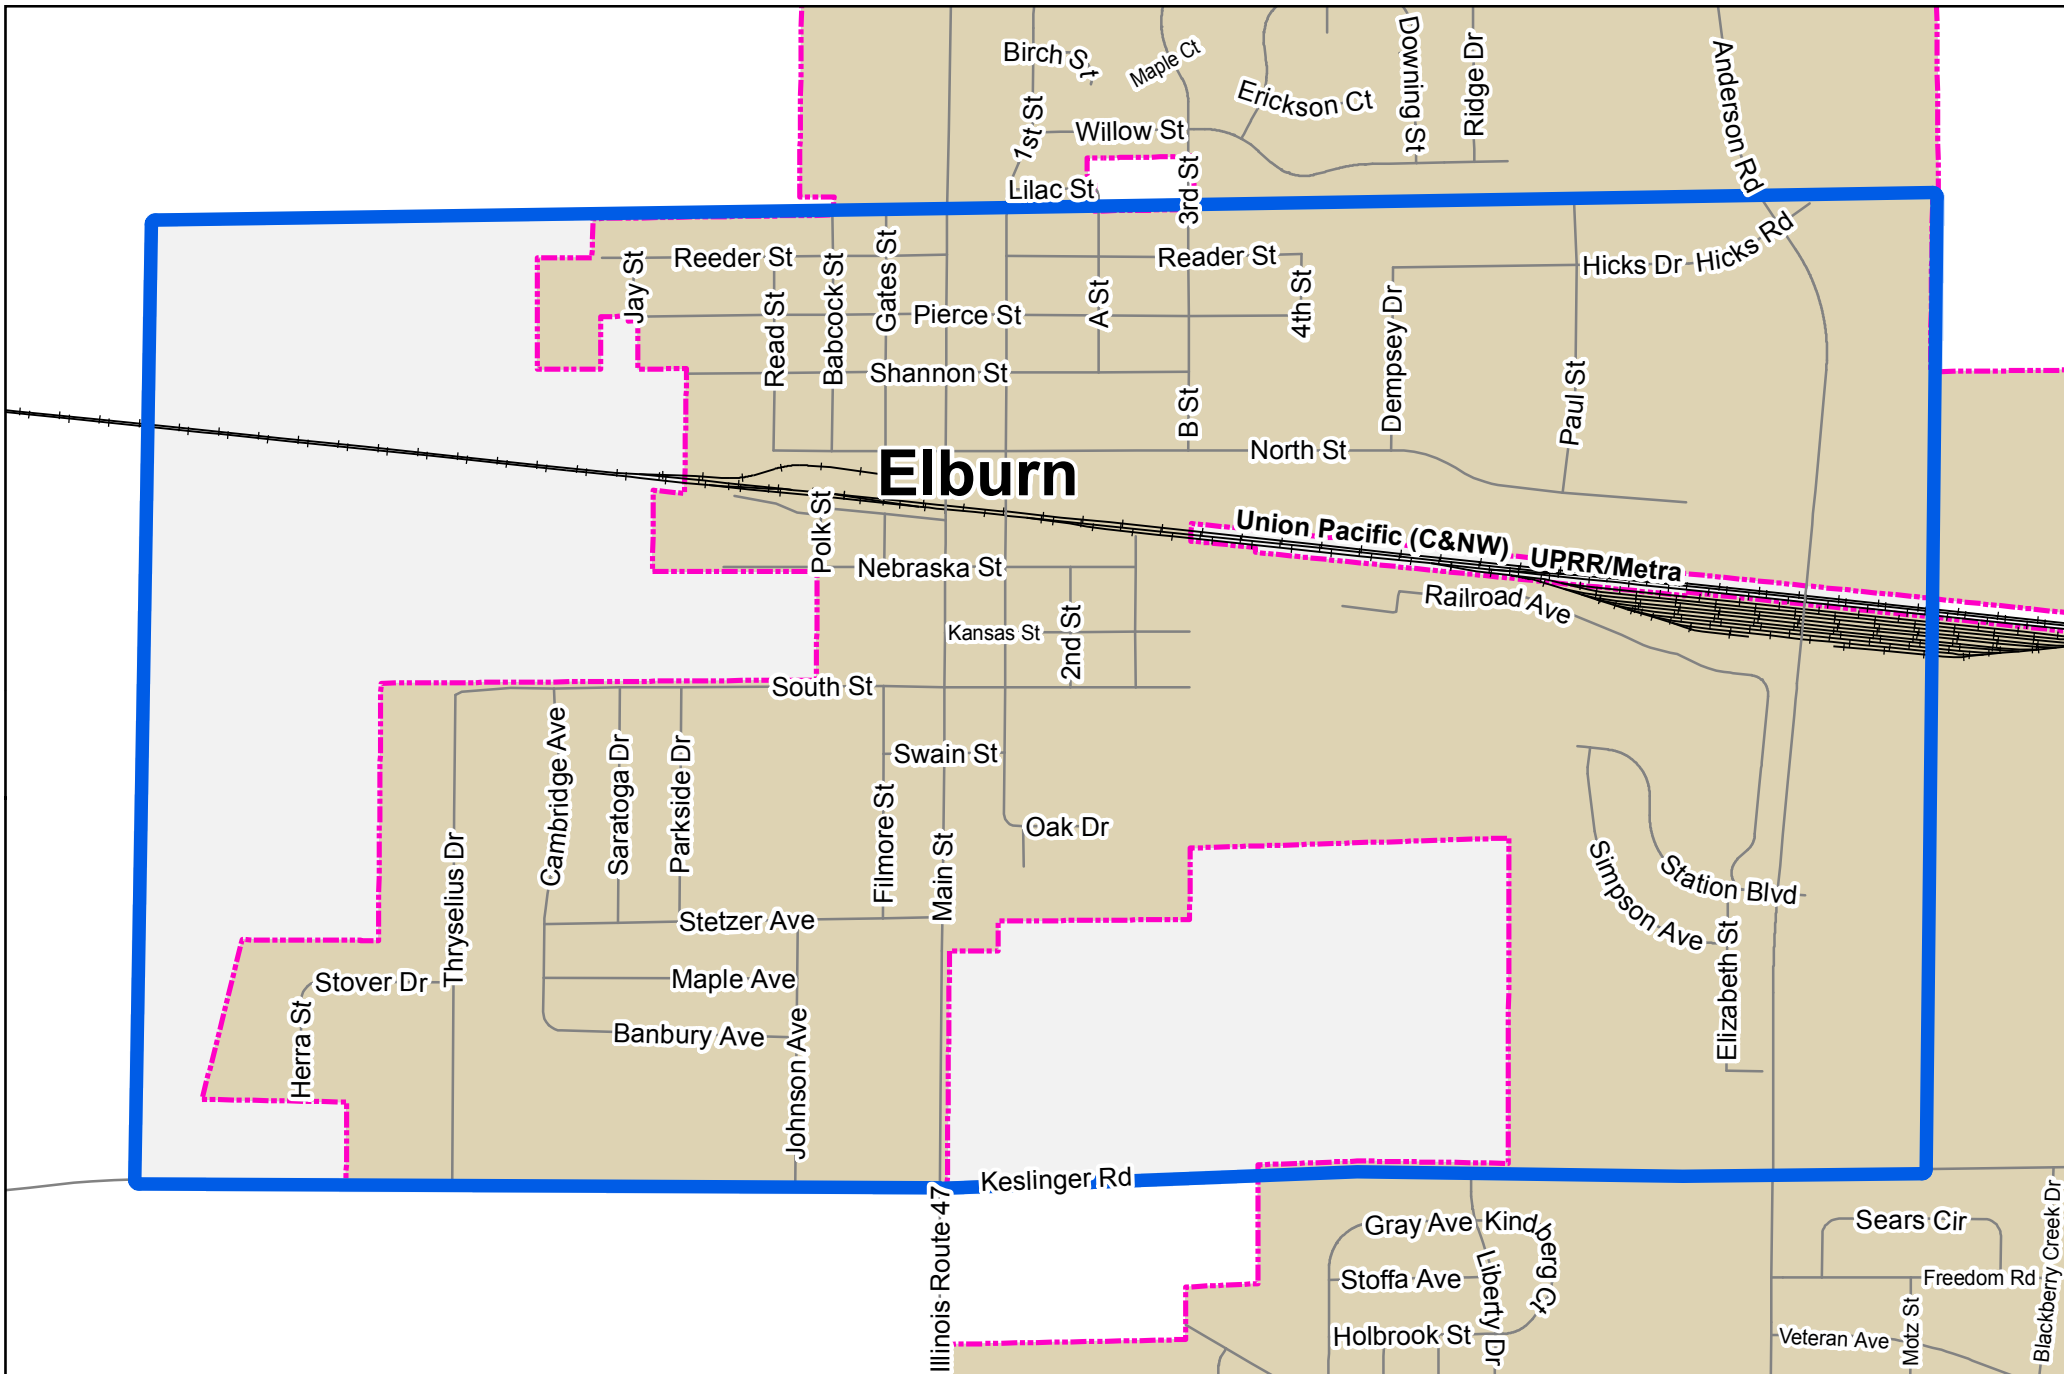 Birch St
Maple Ct
Erickson Ct
Downing St
Ridge Dr
Anderson Rd
1st St
Willow St
Lilac St
3rd St
Jay St
Reeder St
Read St
Babcock St
Gates St
Pierce St
Shannon St
A St
Reader St
4th St
B St
Dempsey Dr
Hicks Dr
Hicks Rd
Paul St
North St
Elburn
Polk St
Union Pacific (C&NW)
UPRR/Metra
Nebraska St
Railroad Ave
Kansas St
2nd St
South St
Cambridge Ave
Saratoga Dr
Parkside Dr
Swain St
Filmore St
Main St
Oak Dr
Thryselius Dr
Stetzer Ave
Simpson Ave
Station Blvd
Elizabeth St
Stover Dr
Herra St
Maple Ave
Banbury Ave
Johnson Ave
Keslinger Rd
Illinois Route 47
Gray Ave
Kindberg Ct
Stoffa Ave
Liberty Dr
Holbrook St
Sears Cir
Freedom Rd
Veteran Ave
Motz St
Blackberry Creek Dr